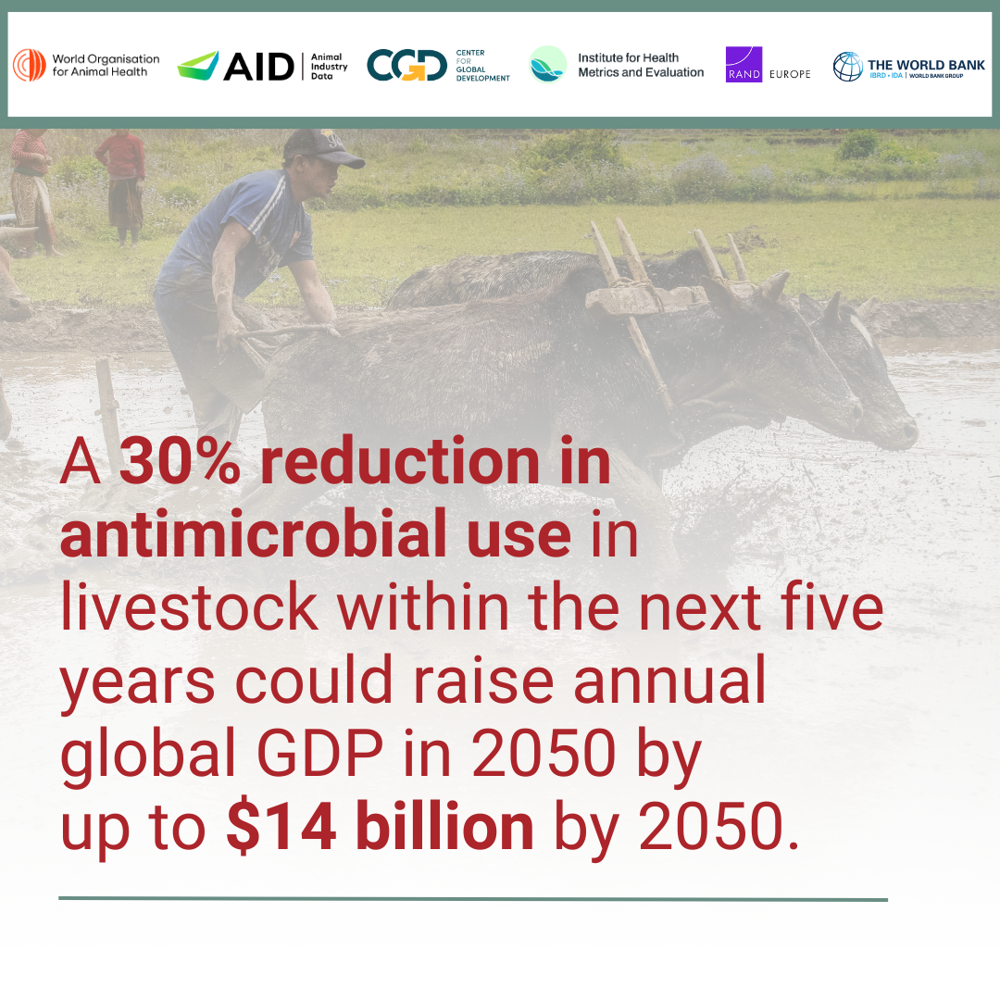 World Organisation
for Animal Health
AID
Animal
Industry
Data
CGD
CENTER
FOR
GLOBAL
DEVELOPMENT
Institute for Health
Metrics and Evaluation
RAND EUROPE
THE WORLD BANK
IBRD • IDA | WORLD BANK GROUP
A 30% reduction in
antimicrobial use in
livestock within the next five
years could raise annual
global GDP in 2050 by
up to $14 billion by 2050.